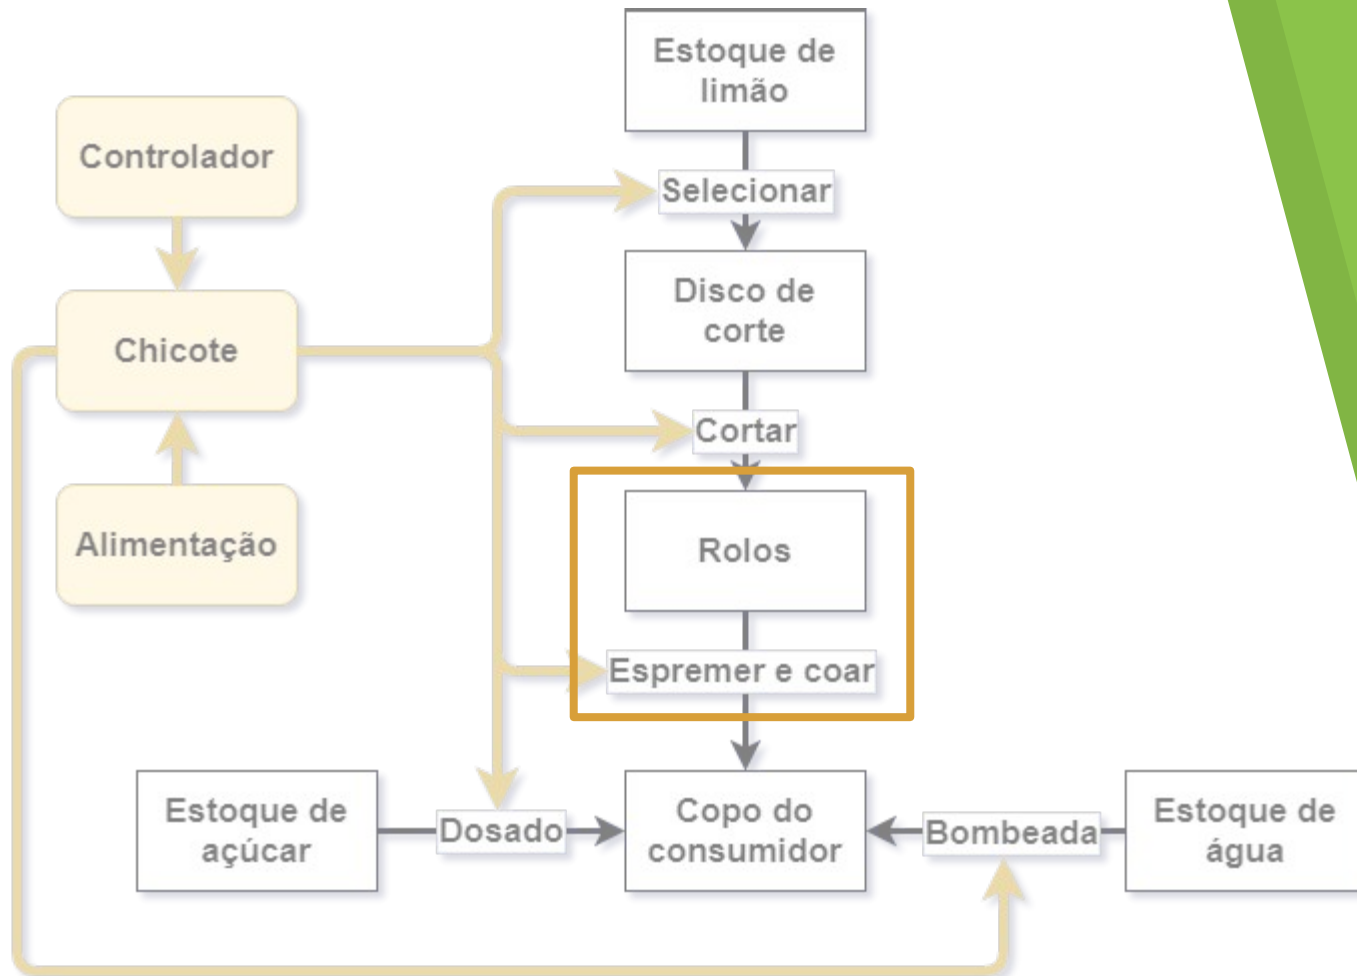 Estoque de
limão
Controlador
Selecionar
Disco de
corte
Chicote
Cortar
Alimentação
Rolos
Espremer e coar
Estoque de
açúcar
Dosado
Copo do
consumidor
Bombeada
Estoque de
água